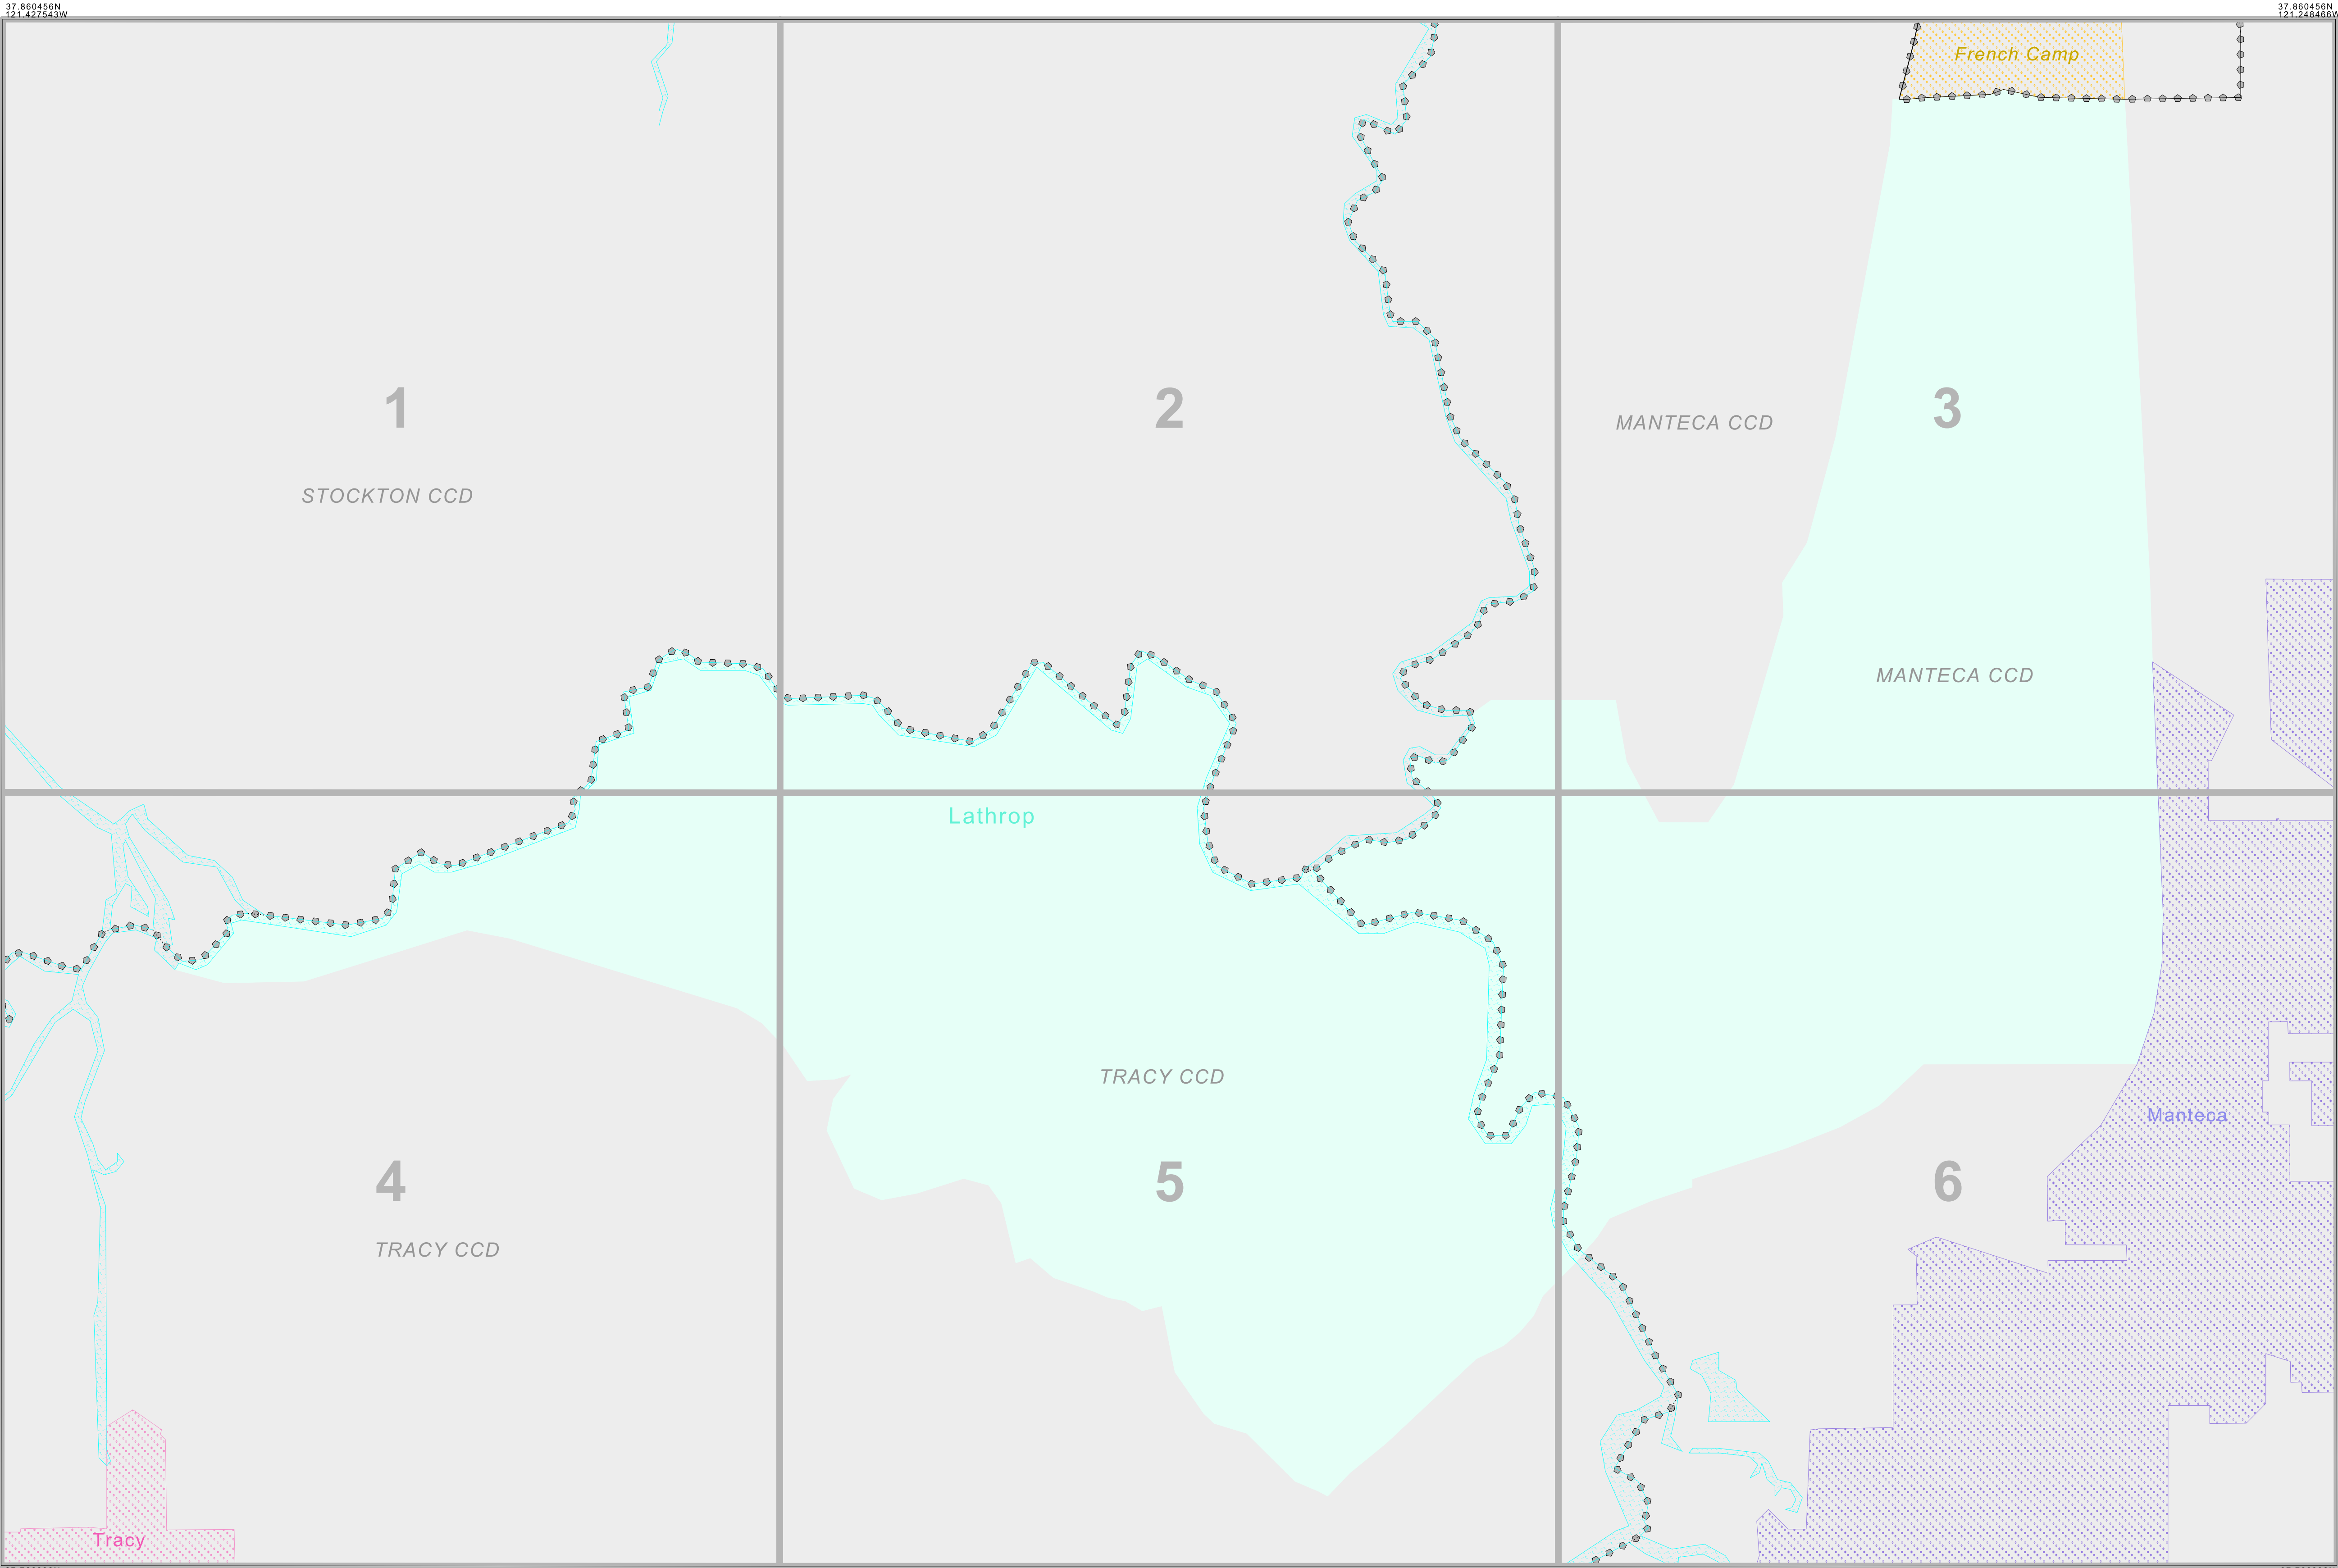 37.860456N
121.427543W
37.860456N
121.248466W
French Camp
1
2
3
MANTECA CCD
STOCKTON CCD
MANTECA CCD
Lathrop
TRACY CCD
Manteca
4
5
6
TRACY CCD
Tracy